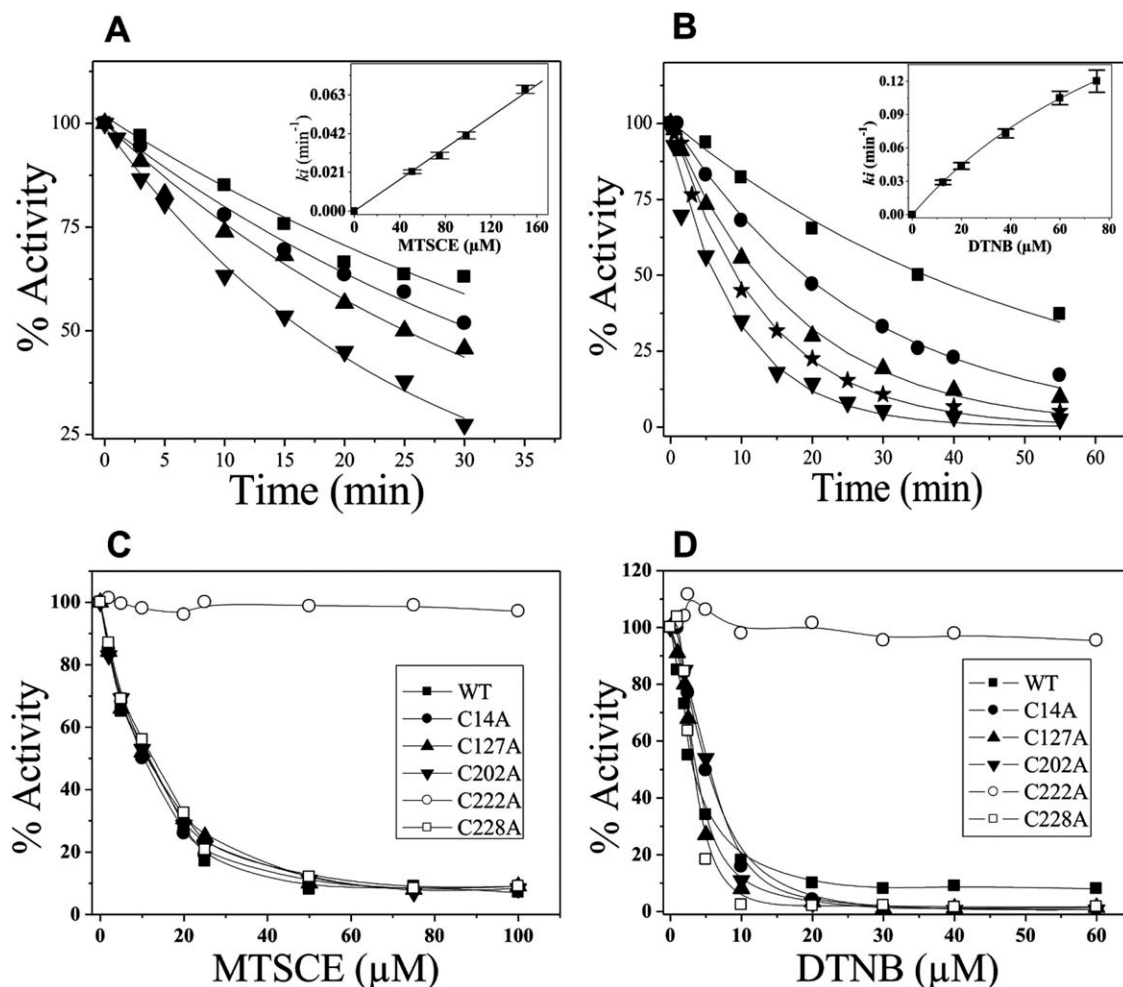 A
100
75
50
25
% Activity
0 5 10 15 20 25 30 35
Time (min)
0.063
0.042
0.021
0.000
ki (min-1)
0 40 80 120 160
MTSCE (µM)
B
100
75
50
25
0
% Activity
0 10 20 30 40 50 60
Time (min)
0.12
0.09
0.06
0.03
0.00
ki (min-1)
0 20 40 60 80
DTNB (µM)
C
100
80
60
40
20
0
% Activity
WT
C14A
C127A
C202A
C222A
C228A
0 20 40 60 80 100
MTSCE (µM)
D
120
100
80
60
40
20
0
% Activity
WT
C14A
C127A
C202A
C222A
C228A
0 10 20 30 40 50 60
DTNB (µM)